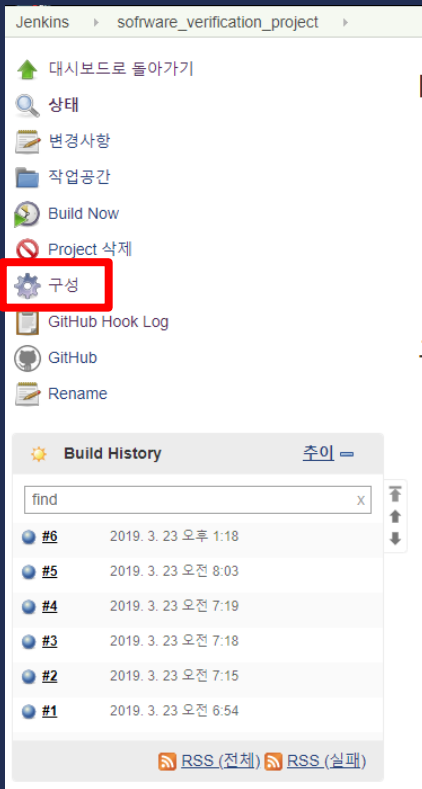 Jenkins sofrware_verification_project
대시보드로 돌아가기
상태
변경사항
작업공간
Build Now
Project 삭제
구성
GitHub Hook Log
GitHub
Rename
Build History 추이
find x
#6 2019. 3. 23 오후 1:18
#5 2019. 3. 23 오전 8:03
#4 2019. 3. 23 오전 7:19
#3 2019. 3. 23 오전 7:18
#2 2019. 3. 23 오전 7:15
#1 2019. 3. 23 오전 6:54
RSS (전체) RSS (실패)